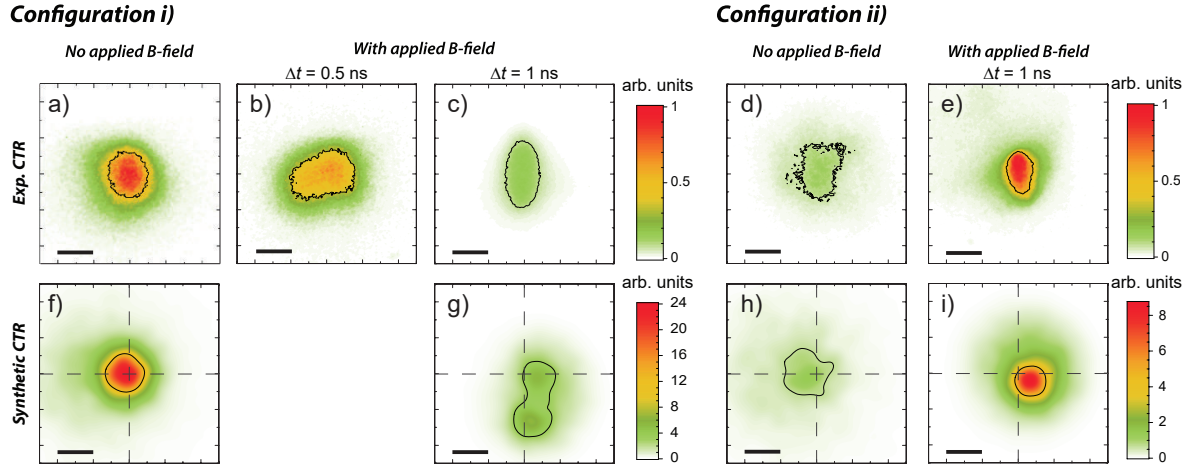 Configuration i)
Configuration ii)
No applied B-field
With applied B-field
No applied B-field
With applied B-field
Δt = 0.5 ns
Δt = 1 ns
Δt = 1 ns
arb. units
arb. units
Exp. CTR
a)
b)
c)
1
0.5
0
d)
e)
1
0.5
0
arb. units
arb. units
Synthetic CTR
f)
g)
24
20
16
12
8
4
0
h)
i)
8
6
4
2
0